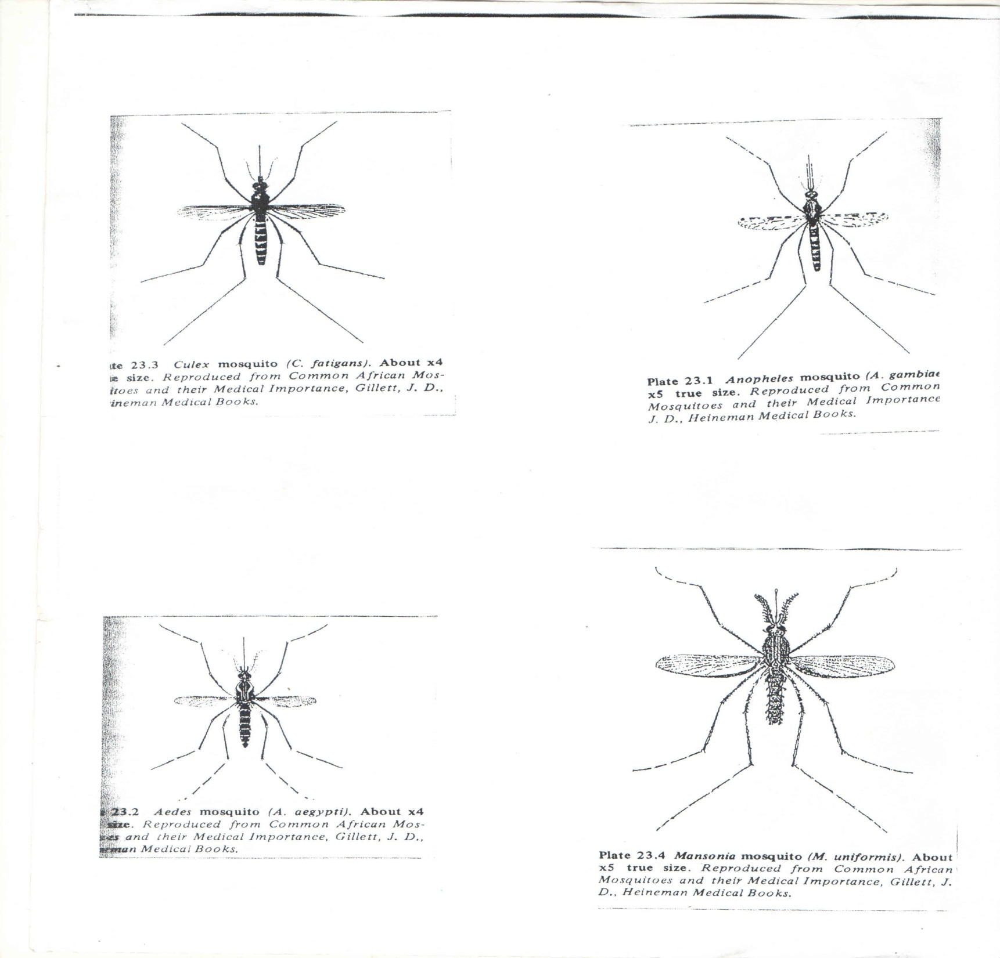 23.3 Culex mosquito (C. fatigans). About x4
size. Reproduced from Common African Mos-
itoes and their Medical Importance, Gillett, J. D.,
ineman Medical Books.
Plate 23.1 Anopheles mosquito (A. gambiae
x5 true size. Reproduced from Common
Mosquitoes and their Medical Importance
J. D., Heineman Medical Books.
23.2 Aedes mosquito (A. aegypti). About x4
size. Reproduced from Common African Mos-
and their Medical Importance, Gillett, J. D.,
Medical Books.
Plate 23.4 Mansonia mosquito (M. uniformis). About
x5 true size. Reproduced from Common African
Mosquitoes and their Medical Importance, Gillett, J.
D., Heineman Medical Books.